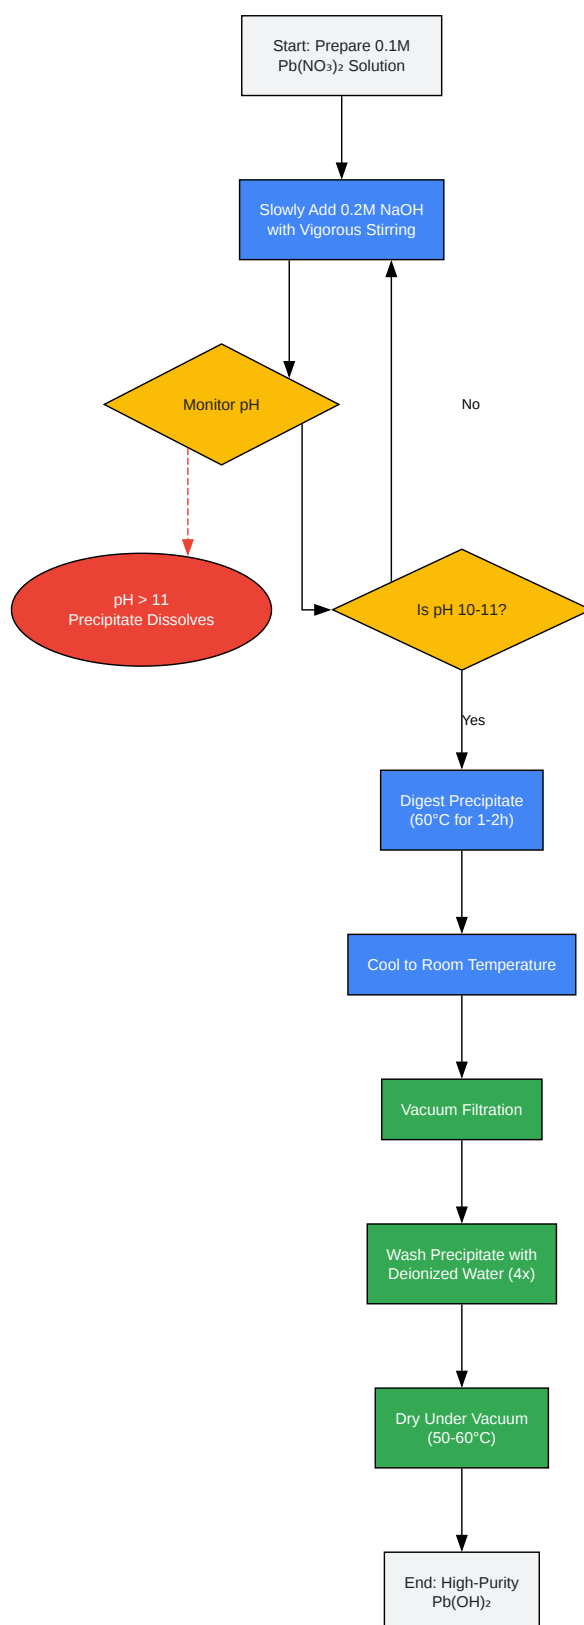 Start: Prepare 0.1M
Pb(NO₃)₂ Solution
Slowly Add 0.2M NaOH
with Vigorous Stirring
Monitor pH
No
pH > 11
Precipitate Dissolves
Is pH 10-11?
Yes
Digest Precipitate
(60°C for 1-2h)
Cool to Room Temperature
Vacuum Filtration
Wash Precipitate with
Deionized Water (4x)
Dry Under Vacuum
(50-60°C)
End: High-Purity
Pb(OH)₂